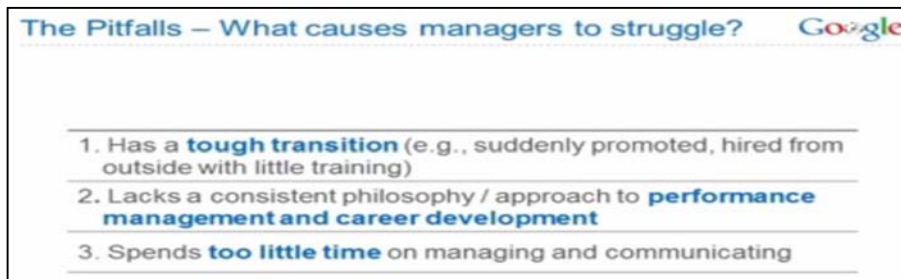 The Pitfalls – What causes managers to struggle? Google
1. Has a tough transition (e.g., suddenly promoted, hired from
outside with little training)
2. Lacks a consistent philosophy / approach to performance
management and career development
3. Spends too little time on managing and communicating